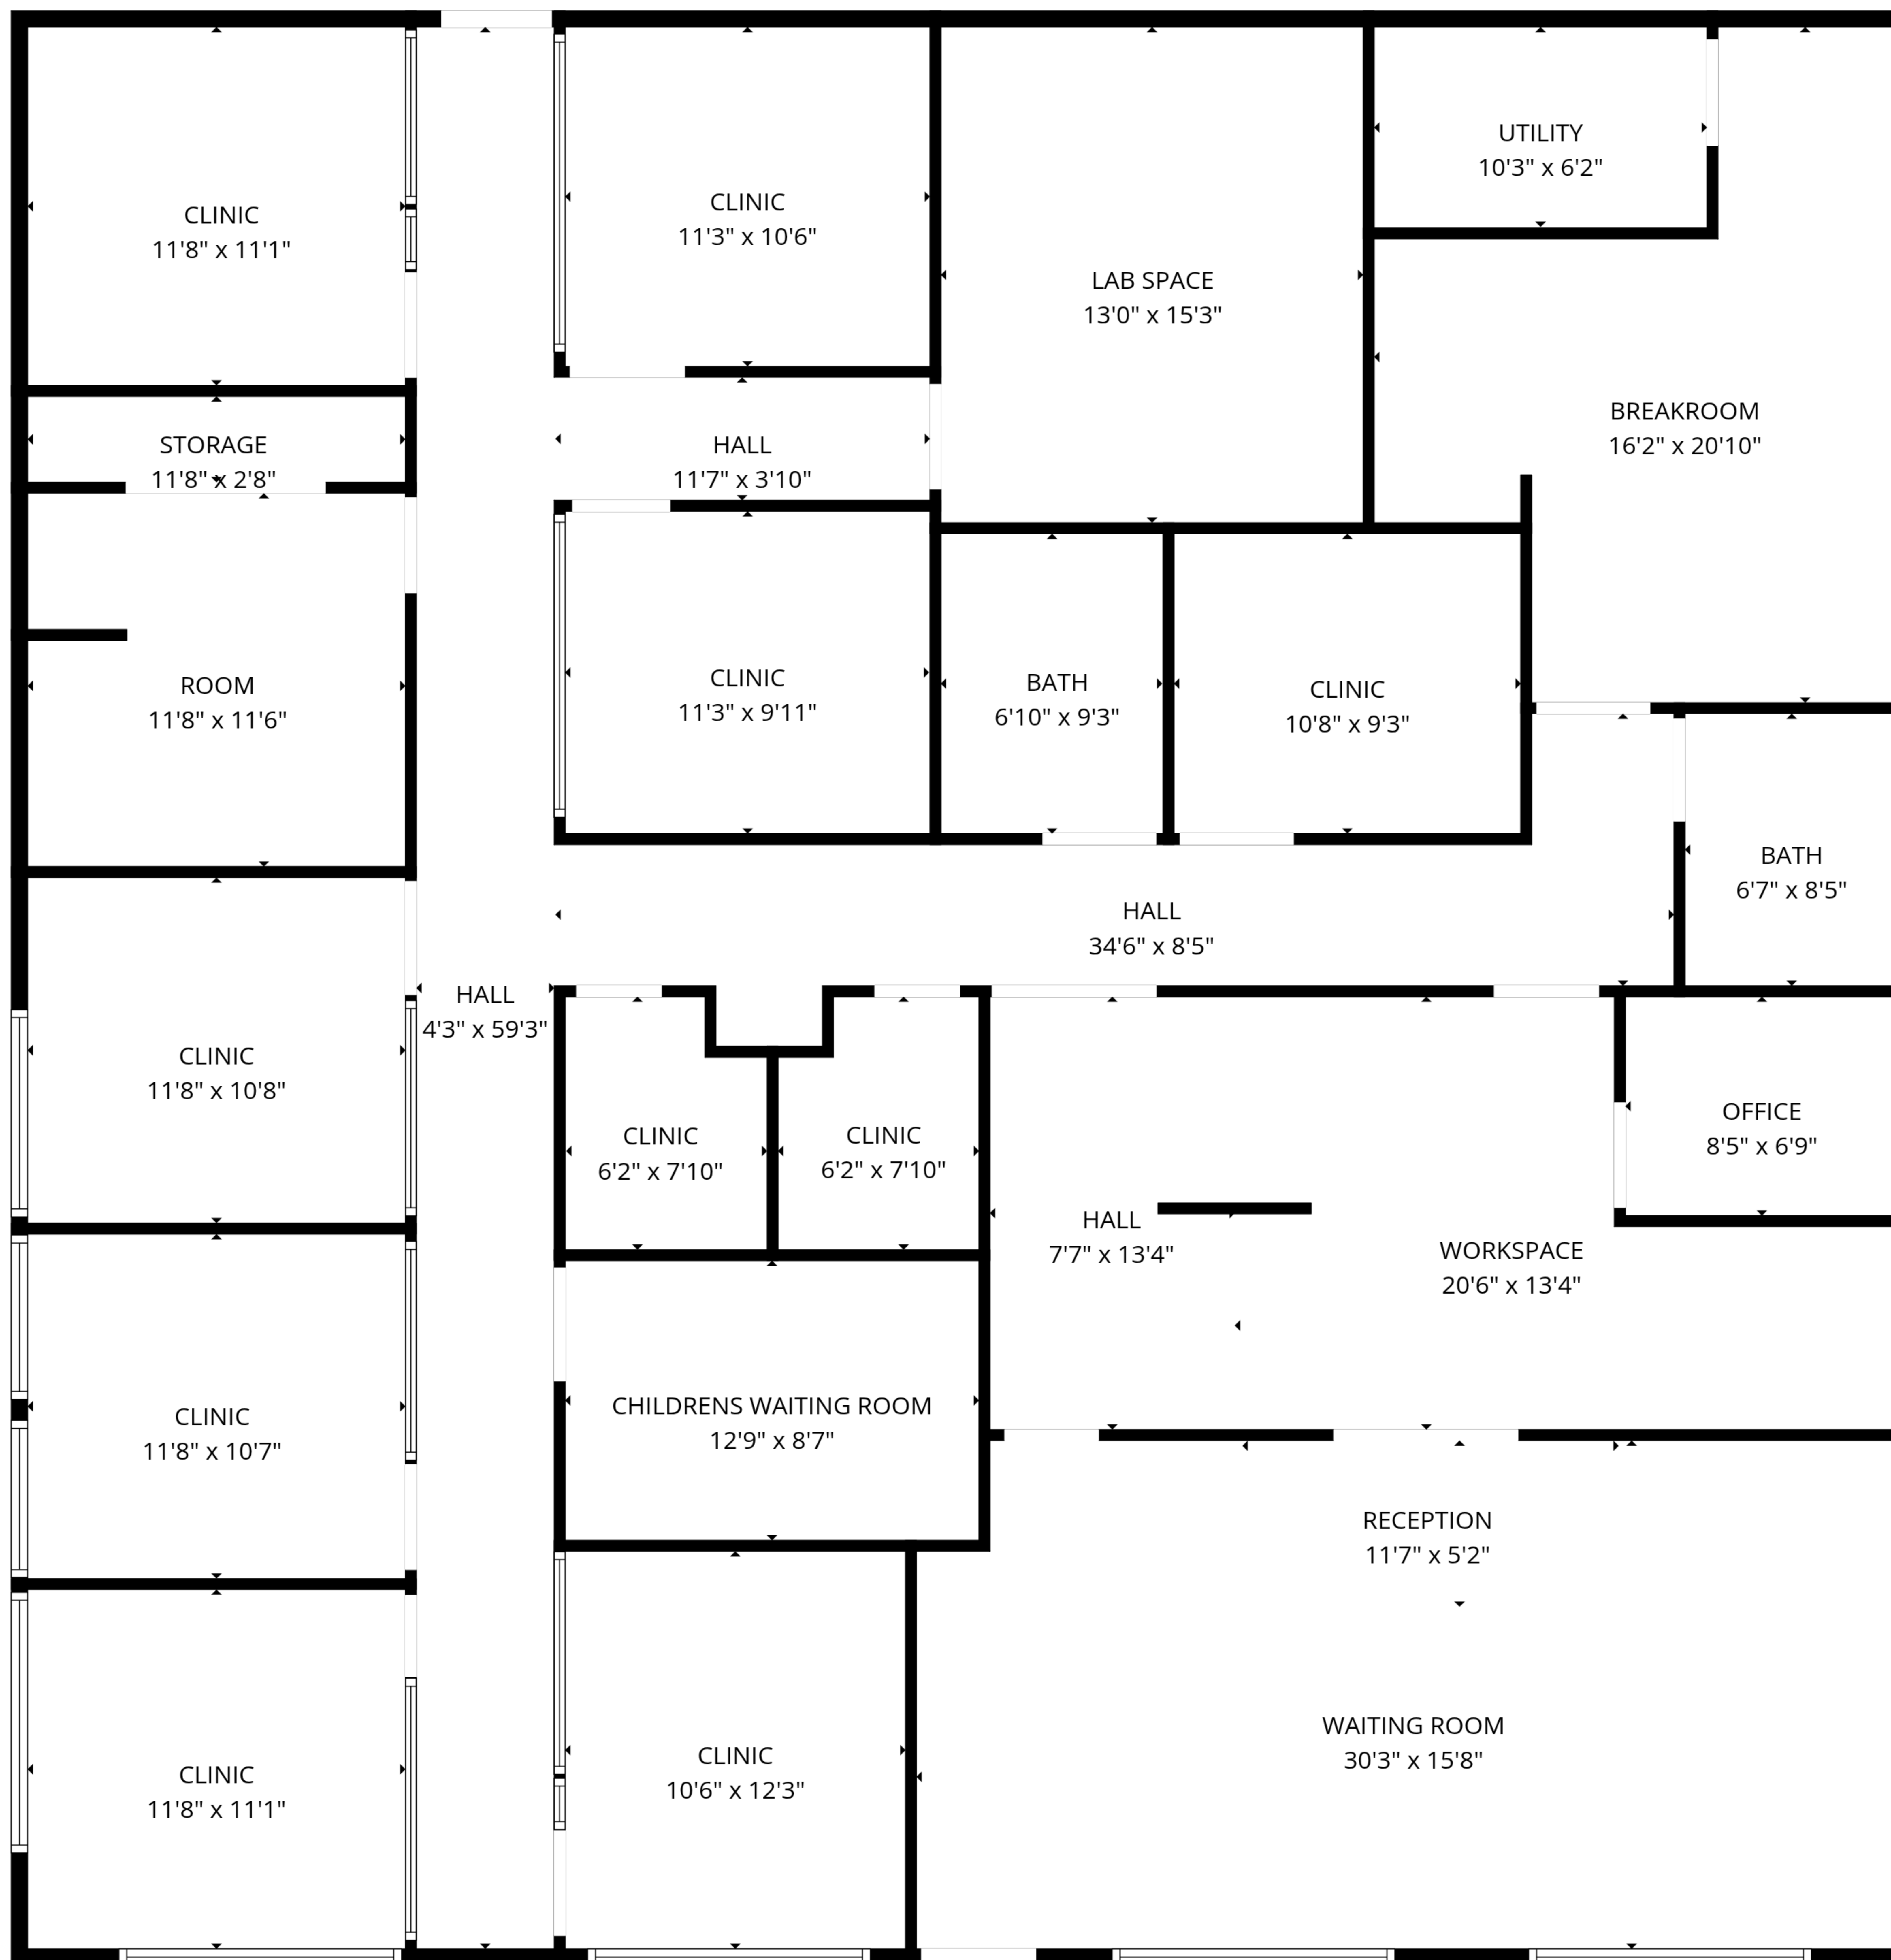 CLINIC
11'8" x 11'1"
CLINIC
11'3" x 10'6"
LAB SPACE
13'0" x 15'3"
UTILITY
10'3" x 6'2"
BREAKROOM
16'2" x 20'10"
STORAGE
11'8" x 2'8"
HALL
11'7" x 3'10"
ROOM
11'8" x 11'6"
CLINIC
11'3" x 9'11"
BATH
6'10" x 9'3"
CLINIC
10'8" x 9'3"
BATH
6'7" x 8'5"
HALL
34'6" x 8'5"
HALL
4'3" x 59'3"
CLINIC
11'8" x 10'8"
CLINIC
6'2" x 7'10"
CLINIC
6'2" x 7'10"
HALL
7'7" x 13'4"
OFFICE
8'5" x 6'9"
WORKSPACE
20'6" x 13'4"
CLINIC
11'8" x 10'7"
CHILDRENS WAITING ROOM
12'9" x 8'7"
RECEPTION
11'7" x 5'2"
CLINIC
11'8" x 11'1"
CLINIC
10'6" x 12'3"
WAITING ROOM
30'3" x 15'8"